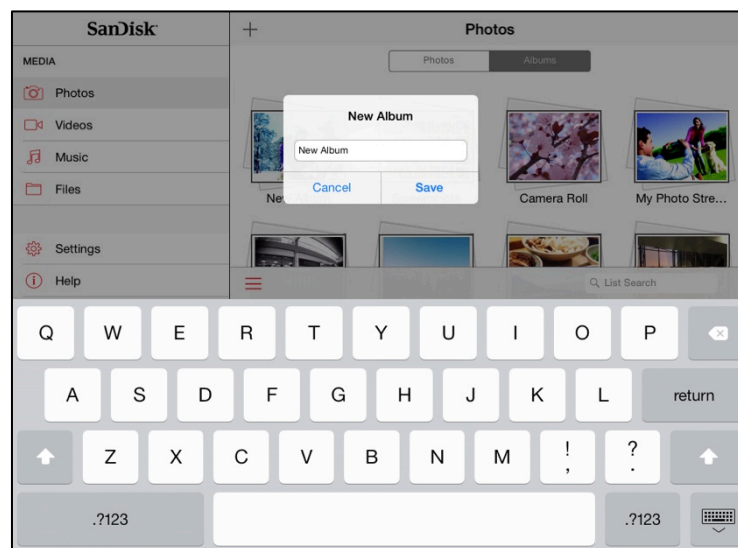 SanDisk
MEDIA
Photos
Videos
Music
Files
Settings
Help
Photos
Photos Albums
New Album
New Album
Cancel Save
Ne
Camera Roll
My Photo Stre...
List Search
Q W E R T Y U I O P
A S D F G H J K L return
Z X C V B N M ! , ? .
.?123 .?123